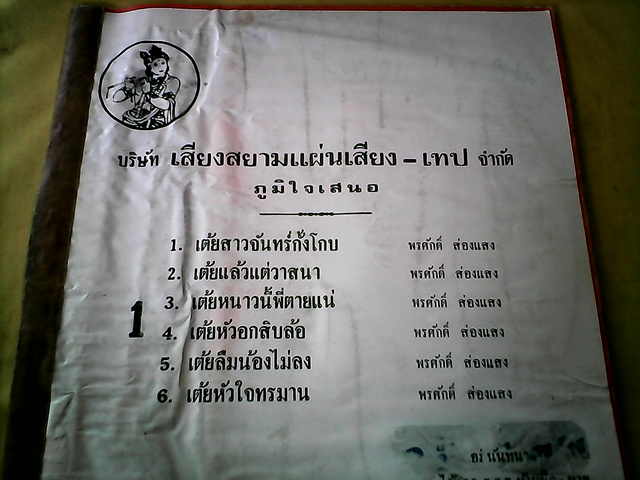 บริษัท เสียงสยามแผ่นเสียง – เทป จำกัด
ภูมิใจเสนอ
1
1. เต้ยสาวจันทร์กั้งโกบ พรศักดิ์ ส่องแสง
2. เต้ยแล้วแต่วาสนา พรศักดิ์ ส่องแสง
3. เต้ยหนาวนี้พี่ตายแน่ พรศักดิ์ ส่องแสง
4. เต้ยหัวอกสิบล้อ พรศักดิ์ ส่องแสง
5. เต้ยลืมน้องไม่ลง พรศักดิ์ ส่องแสง
6. เต้ยหัวใจทรมาน พรศักดิ์ ส่องแสง